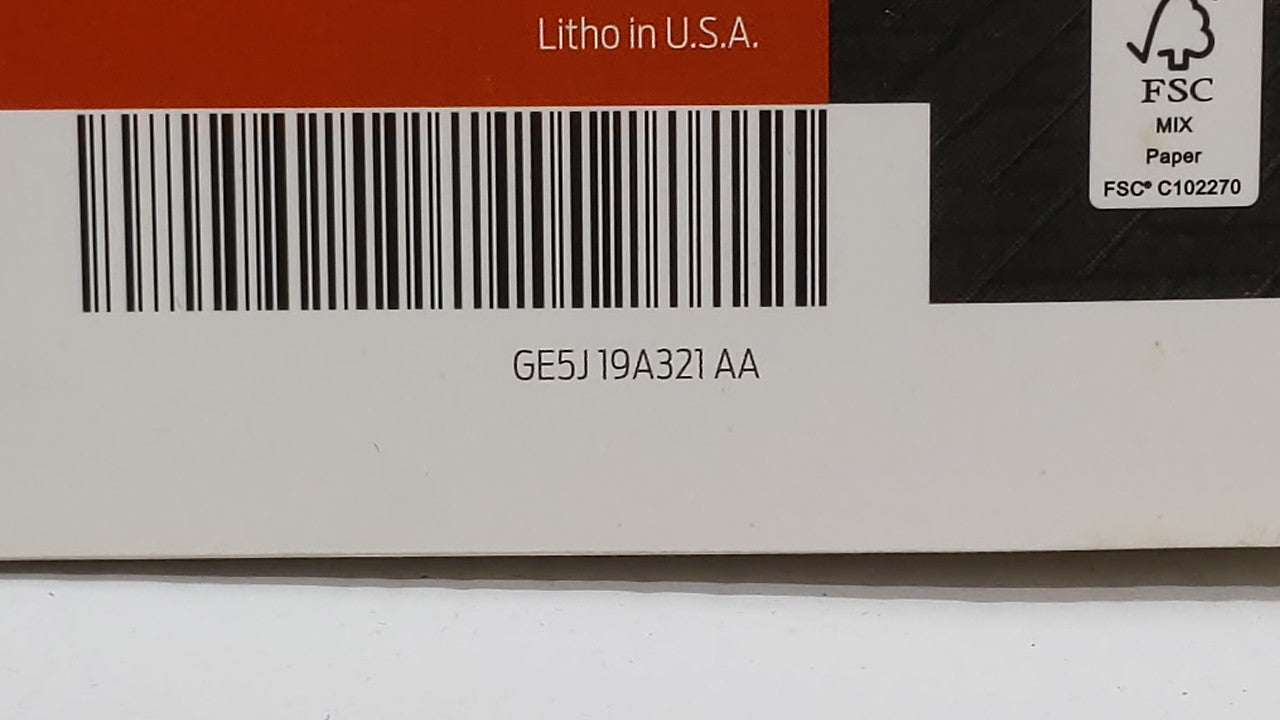 Litho in U.S.A.
FSC
MIX
Paper
FSC® C102270
GE5J 19A321 AA